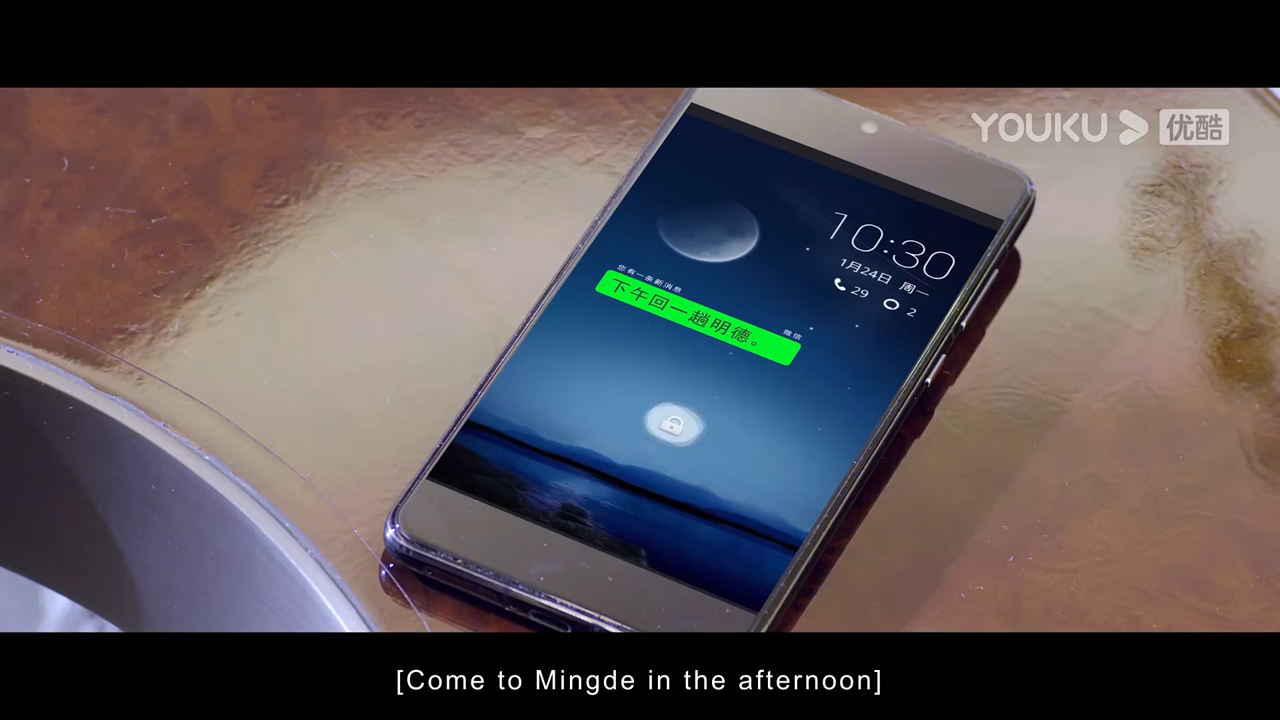 YOUKU 优酷
10:30
1月24日 周一
29 2
您有一条新消息
下午回一趟明德。
微信
[Come to Mingde in the afternoon]